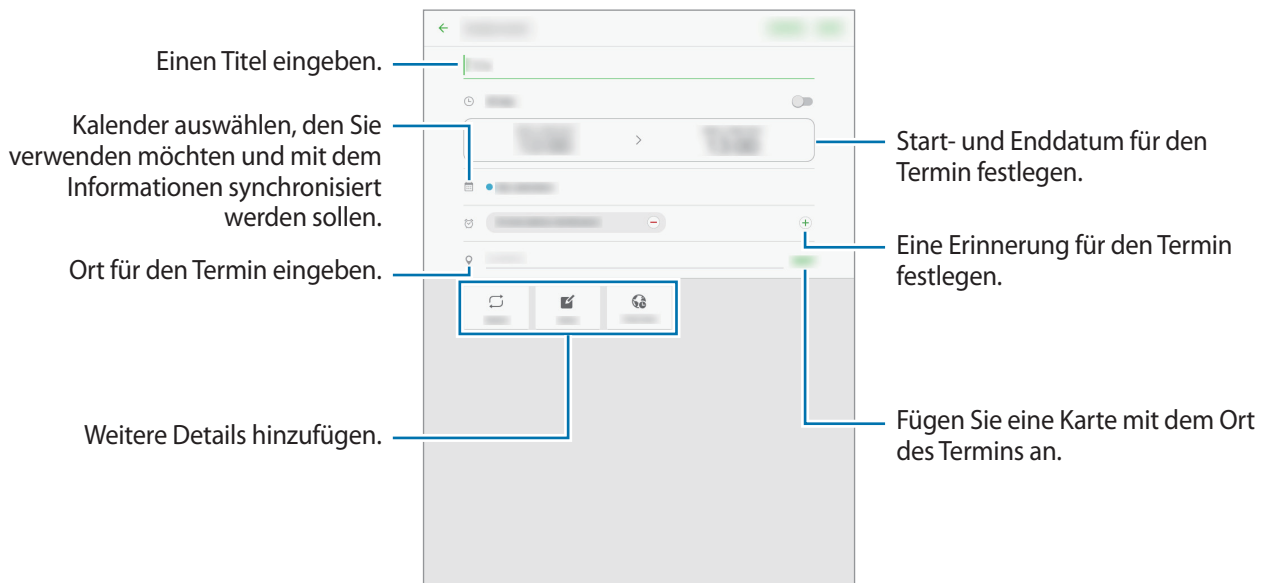 Einen Titel eingeben.
Kalender auswählen, den Sie
verwenden möchten und mit dem
Informationen synchronisiert
werden sollen.
Ort für den Termin eingeben.
Weitere Details hinzufügen.
Start- und Enddatum für den
Termin festlegen.
Eine Erinnerung für den Termin
festlegen.
Fügen Sie eine Karte mit dem Ort
des Termins an.